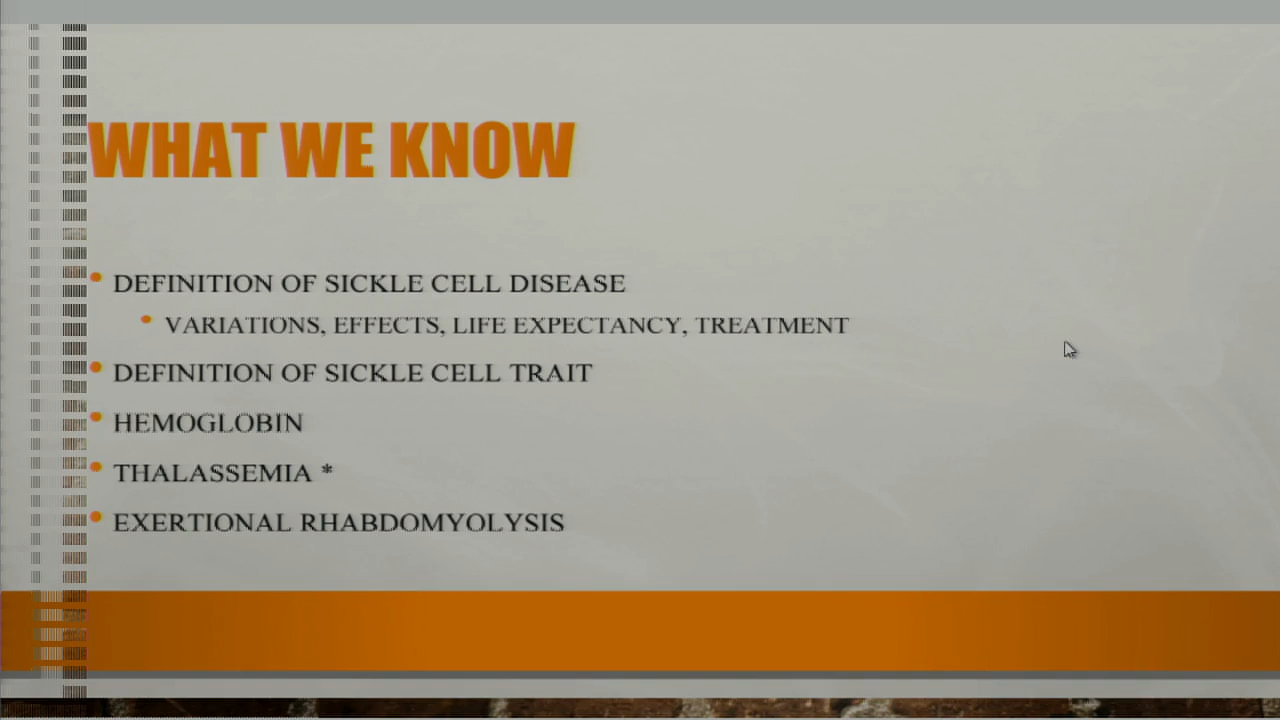 WHAT WE KNOW
• DEFINITION OF SICKLE CELL DISEASE
• VARIATIONS, EFFECTS, LIFE EXPECTANCY, TREATMENT
• DEFINITION OF SICKLE CELL TRAIT
• HEMOGLOBIN
• THALASSEMIA *
• EXERTIONAL RHABDOMYOLYSIS